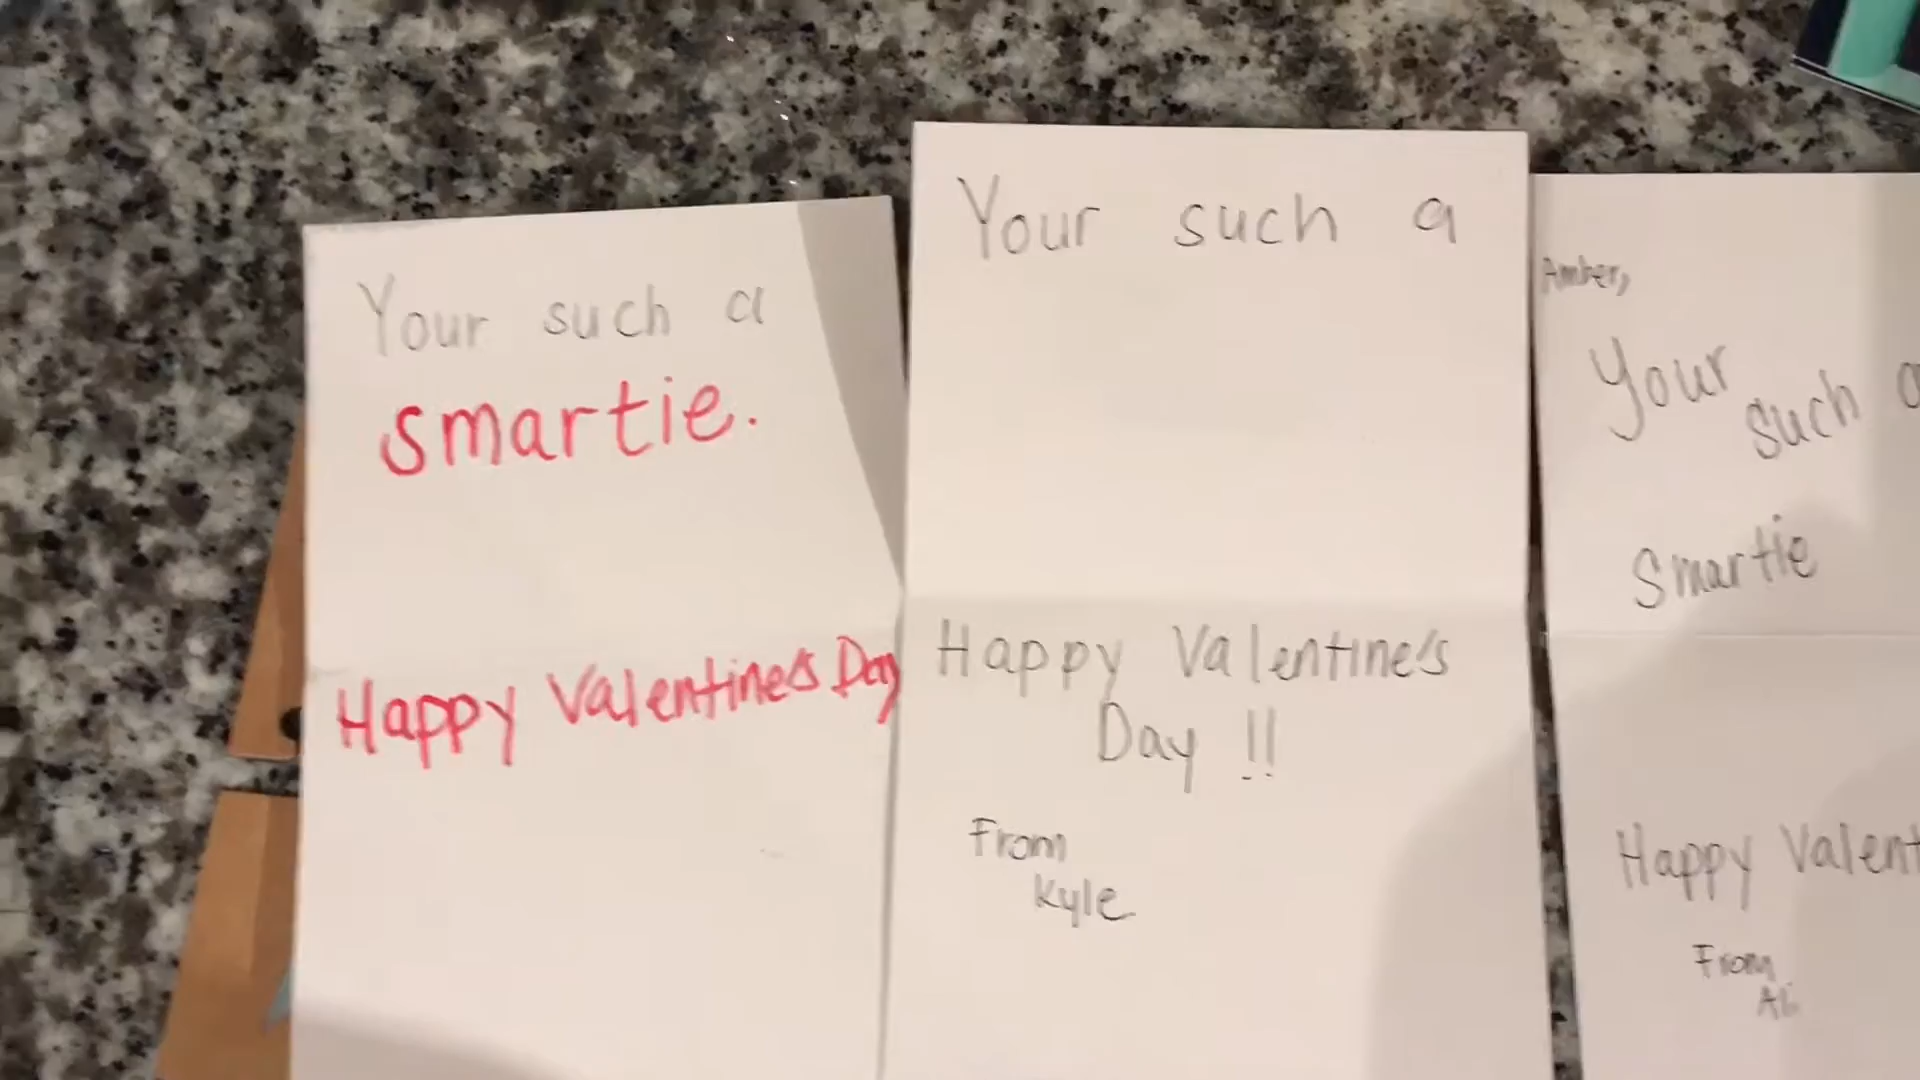 Your such a
smartie.
Happy Valentine's Day
Your such a
Happy Valentine's
Day !!
From
Kyle
Amber,
Your
such a
Smartie
Happy
From